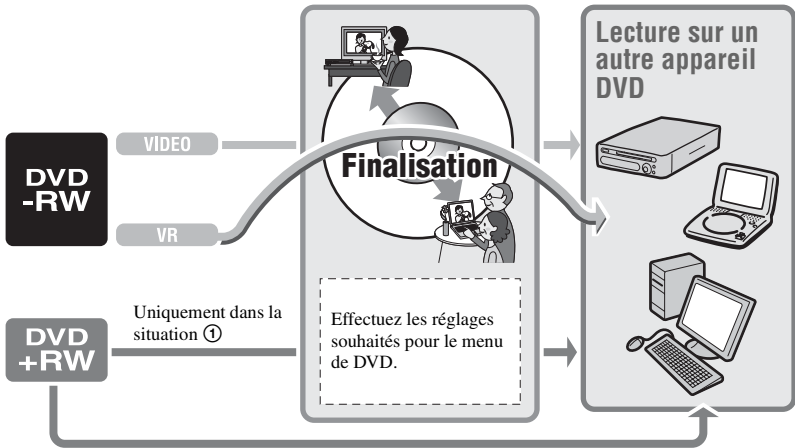 Lecture sur un
autre appareil
DVD
VIDEO
Finalisation
DVD
-RW
VR
Uniquement dans la
situation ①
Effectuez les réglages
souhaités pour le menu
de DVD.
DVD
+RW